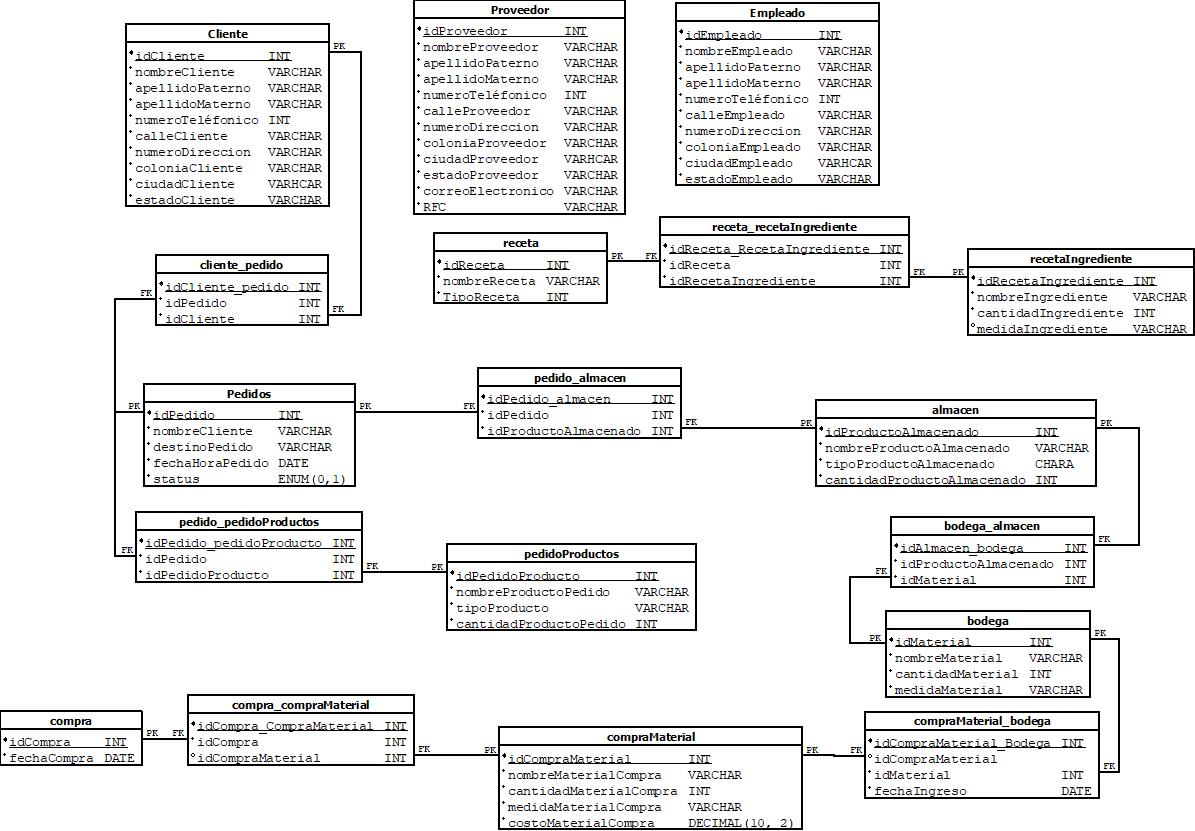 Cliente
idCliente INT
nombreCliente VARCHAR
apellidoPaterno VARCHAR
apellidoMaterno VARCHAR
numeroTeléfonico INT
calleCliente VARCHAR
numeroDireccion VARCHAR
coloniaCliente VARCHAR
ciudadCliente VARHCAR
estadoCliente VARCHAR
PK
Proveedor
idProveedor INT
nombreProveedor VARCHAR
apellidoPaterno VARCHAR
apellidoMaterno VARCHAR
numeroTeléfonico INT
calleProveedor VARCHAR
numeroDireccion VARCHAR
coloniaProveedor VARCHAR
ciudadProveedor VARHCAR
estadoProveedor VARCHAR
correoElectronico VARCHAR
RFC VARCHAR
Empleado
idEmpleado INT
nombreEmpleado VARCHAR
apellidoPaterno VARCHAR
apellidoMaterno VARCHAR
numeroTeléfonico INT
calleEmpleado VARCHAR
numeroDireccion VARCHAR
coloniaEmpleado VARCHAR
ciudadEmpleado VARHCAR
estadoEmpleado VARCHAR
receta
idReceta INT
nombreReceta VARCHAR
TipoReceta INT
PK
FK
receta_recetaIngrediente
idReceta_RecetaIngrediente INT
idReceta INT
idRecetaIngrediente INT
FK
PK
recetaIngrediente
idRecetaIngrediente INT
nombreIngrediente VARCHAR
cantidadIngrediente INT
medidaIngrediente VARCHAR
cliente_pedido
idCliente_pedido INT
idPedido INT
idCliente INT
FK
FK
Pedidos
idPedido INT
nombreCliente VARCHAR
destinoPedido VARCHAR
fechaHoraPedido DATE
status ENUM(0,1)
PK
PK
FK
pedido_almacen
idPedido_almacen INT
idPedido INT
idProductoAlmacenado INT
FK
PK
almacen
idProductoAlmacenado INT
nombreProductoAlmacenado VARCHAR
tipoProductoAlmacenado CHARA
cantidadProductoAlmacenado INT
PK
pedido_pedidoProductos
idPedido_pedidoProducto INT
idPedido INT
idPedidoProducto INT
FK
FK
PK
pedidoProductos
idPedidoProducto INT
nombreProductoPedido VARCHAR
tipoProducto VARCHAR
cantidadProductoPedido INT
bodega_almacen
idAlmacen_bodega INT
idProductoAlmacenado INT
idMaterial INT
FK
FK
bodega
idMaterial INT
nombreMaterial VARCHAR
cantidadMaterial INT
medidaMaterial VARCHAR
PK
PK
compra
idCompra INT
fechaCompra DATE
PK
FK
compra_compraMaterial
idCompra_CompraMaterial INT
idCompra INT
idCompraMaterial INT
FK
PK
compraMaterial
idCompraMaterial INT
nombreMaterialCompra VARCHAR
cantidadMaterialCompra INT
medidaMaterialCompra VARCHAR
costoMaterialCompra DECIMAL(10, 2)
PK
FK
compraMaterial_bodega
idCompraMaterial_Bodega INT
idCompraMaterial
idMaterial INT
fechaIngreso DATE
FK